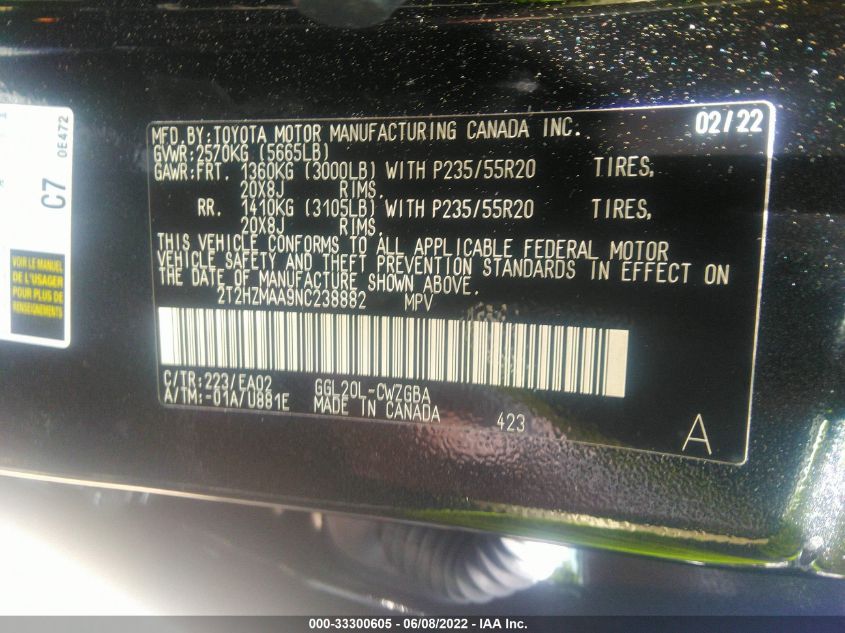 MFD.BY:TOYOTA MOTOR MANUFACTURING CANADA INC. 02/22
GVWR:2570KG (5665LB)
GAWR:FRT. 1360KG (3000LB) WITH P235/55R20 TIRES,
20X8J RIMS.
RR. 1410KG (3105LB) WITH P235/55R20 TIRES,
20X8J RIMS.
THIS VEHICLE CONFORMS TO ALL APPLICABLE FEDERAL MOTOR
VEHICLE SAFETY AND THEFT PREVENTION STANDARDS IN EFFECT ON
THE DATE OF MANUFACTURE SHOWN ABOVE.
2T2HZMAA9NC238882 MPV
C/TR:223/EA02 GGL20L-CWZGBA
A/TM:-01A/U881E MADE IN CANADA 423
A
C7
0E472
VOIR LE MANUEL
DE L'USAGER
POUR PLUS DE
RENSEIGNEMENTS
000-33300605 - 06/08/2022 - IAA Inc.